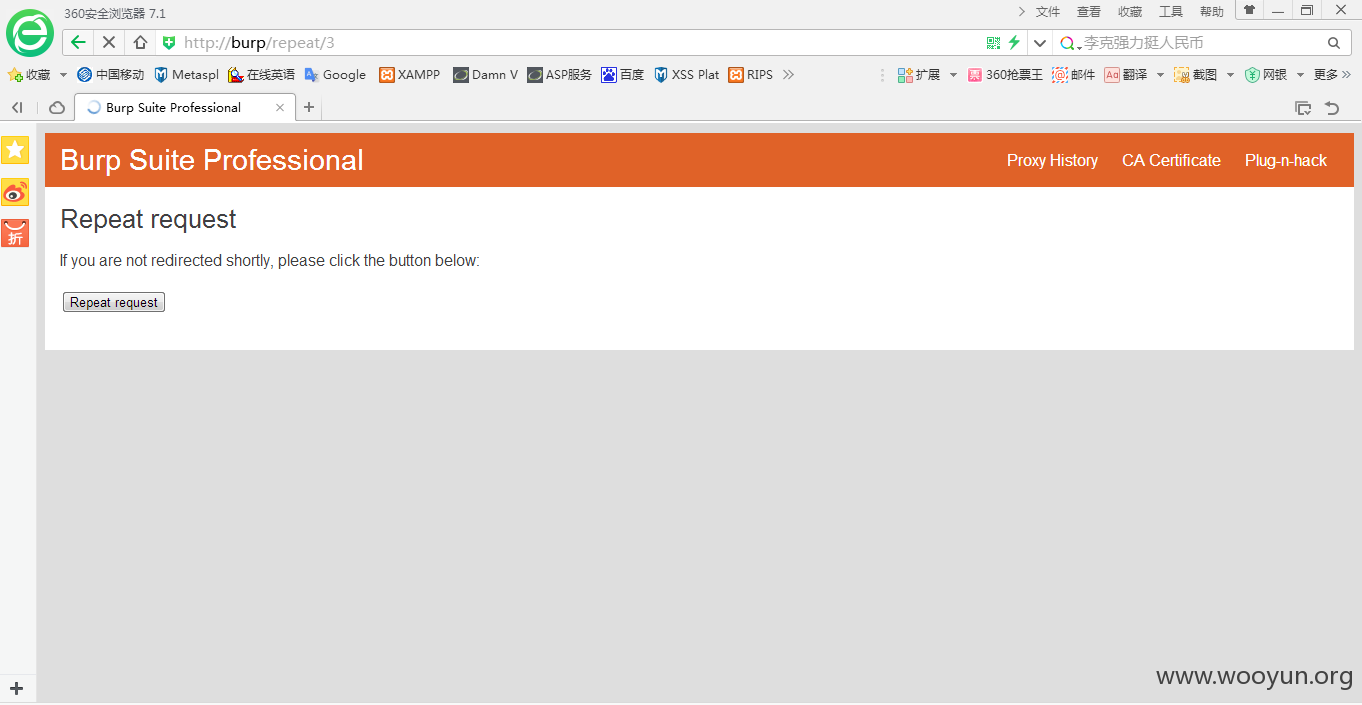 360安全浏览器 7.1
文件 查看 收藏 工具 帮助
http://burp/repeat/3
李克强力挺人民币
收藏 中国移动 Metaspl 在线英语 Google XAMPP Damn V ASP服务 百度 XSS Plat RIPS 扩展 360抢票王 邮件 翻译 截图 网银 更多
Burp Suite Professional
Burp Suite Professional
Proxy History CA Certificate Plug-n-hack
折
Repeat request
If you are not redirected shortly, please click the button below:
Repeat request
www.wooyun.org